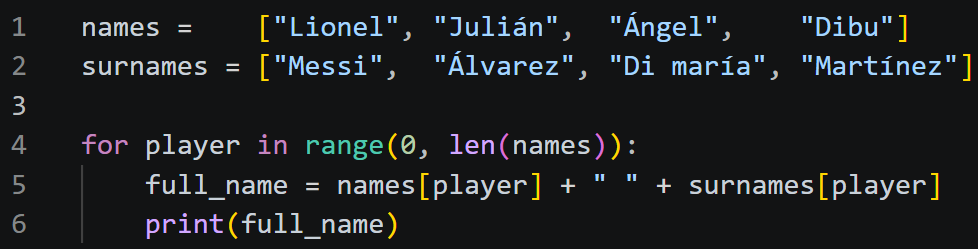 1 names =    ["Lionel", "Julián",  "Ángel",    "Dibu"]
2 surnames = ["Messi",  "Álvarez", "Di maría", "Martínez"]
3
4 for player in range(0, len(names)):
5     full_name = names[player] + " " + surnames[player]
6     print(full_name)